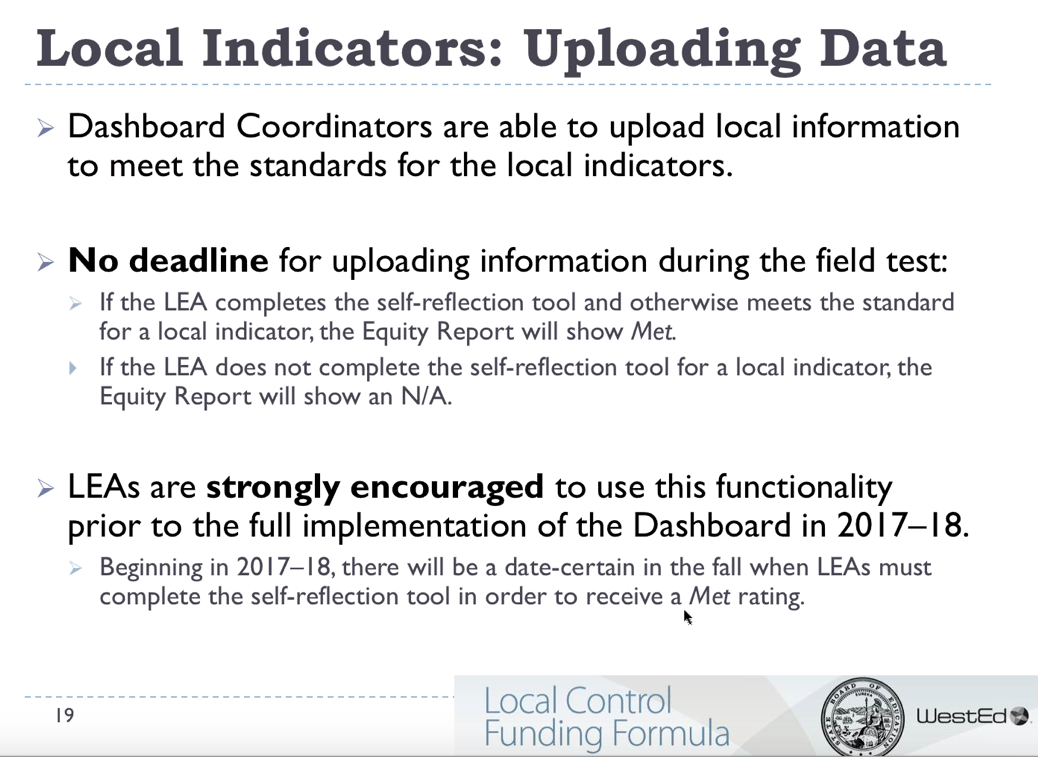 Local Indicators: Uploading Data
Dashboard Coordinators are able to upload local information
to meet the standards for the local indicators.
No deadline for uploading information during the field test:
If the LEA completes the self-reflection tool and otherwise meets the standard
for a local indicator, the Equity Report will show Met.
If the LEA does not complete the self-reflection tool for a local indicator, the
Equity Report will show an N/A.
LEAs are strongly encouraged to use this functionality
prior to the full implementation of the Dashboard in 2017–18.
Beginning in 2017–18, there will be a date-certain in the fall when LEAs must
complete the self-reflection tool in order to receive a Met rating.
19
Local Control
Funding Formula
STATE BOARD OF EDUCATION
EUREKA
WestEd